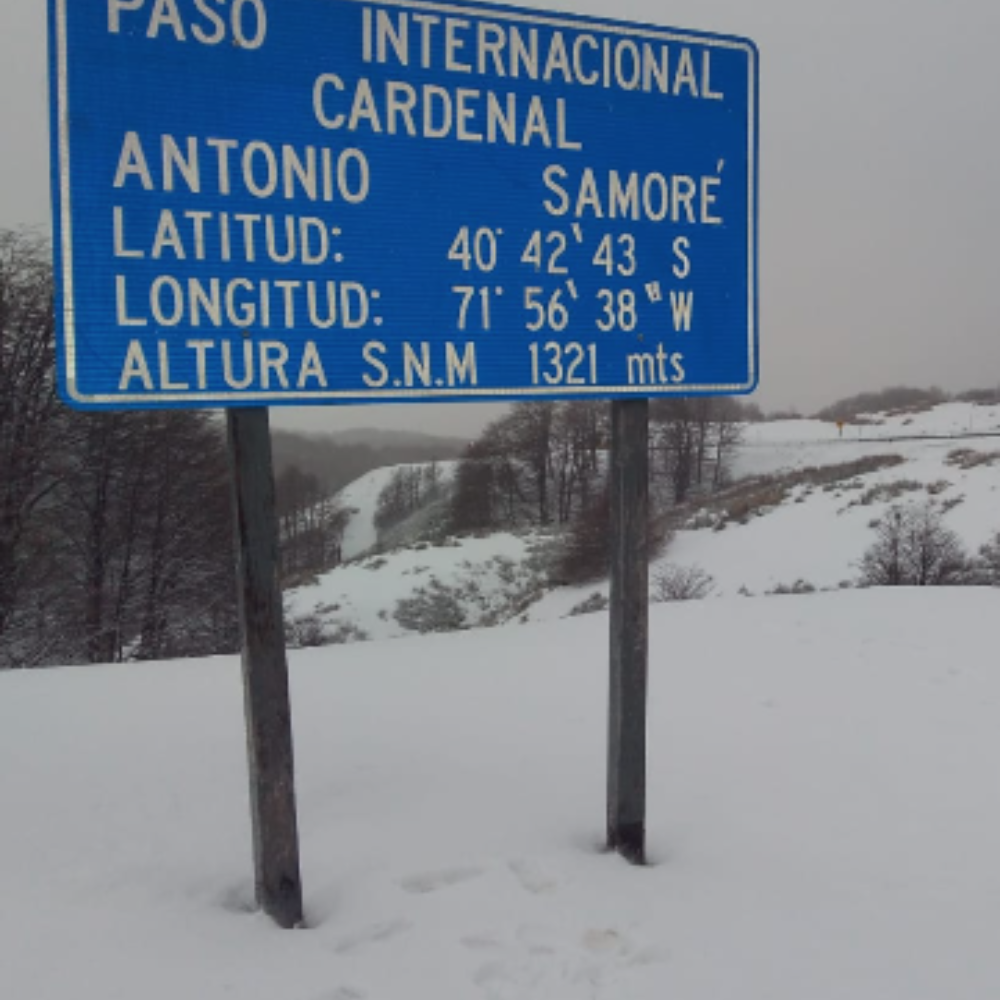 PASO INTERNACIONAL
CARDENAL
ANTONIO SAMORÉ
LATITUD: 40° 42' 43 S
LONGITUD: 71° 56' 38" W
ALTURA S.N.M 1321 mts